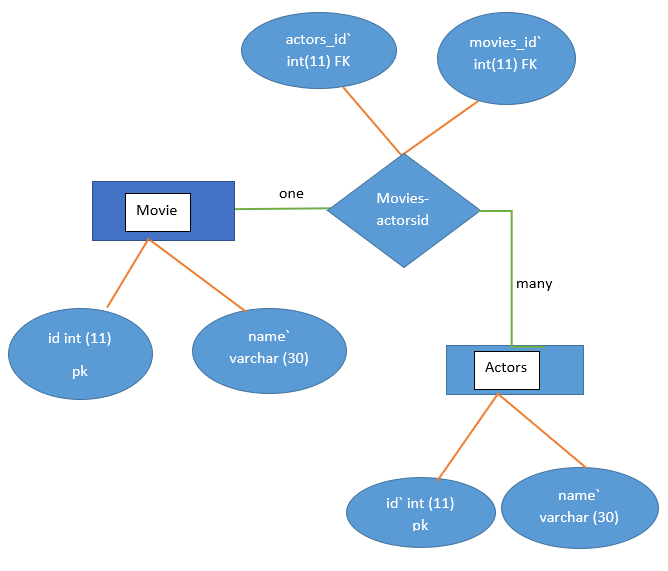 actors_id`
int(11) FK
movies_id`
int(11) FK
one
Movies-
actorsid
Movie
many
id int (11)
pk
name`
varchar (30)
Actors
id` int (11)
pk
name`
varchar (30)